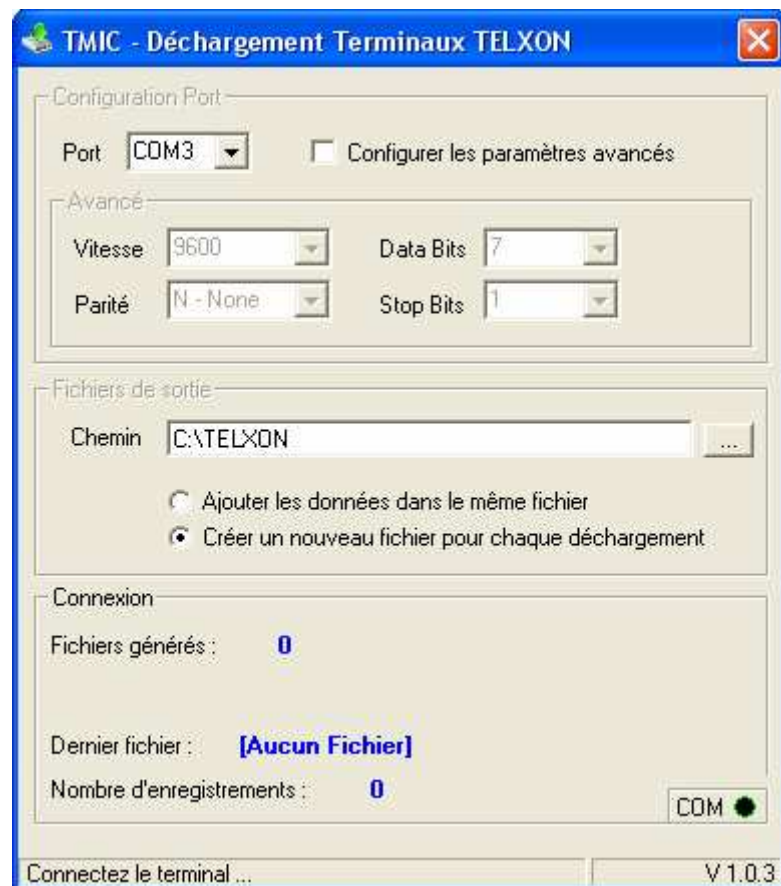 TMIC - Déchargement Terminaux TELXON
Configuration Port
Port COM3 Configurer les paramètres avancés
Avancé
Vitesse 9600 Data Bits 7
Parité N - None Stop Bits 1
Fichiers de sortie
Chemin C:\TELXON ...
Ajouter les données dans le même fichier
Créer un nouveau fichier pour chaque déchargement
Connexion
Fichiers générés : 0
Dernier fichier : [Aucun Fichier]
Nombre d'enregistrements : 0
COM
Connectez le terminal ... V 1.0.3